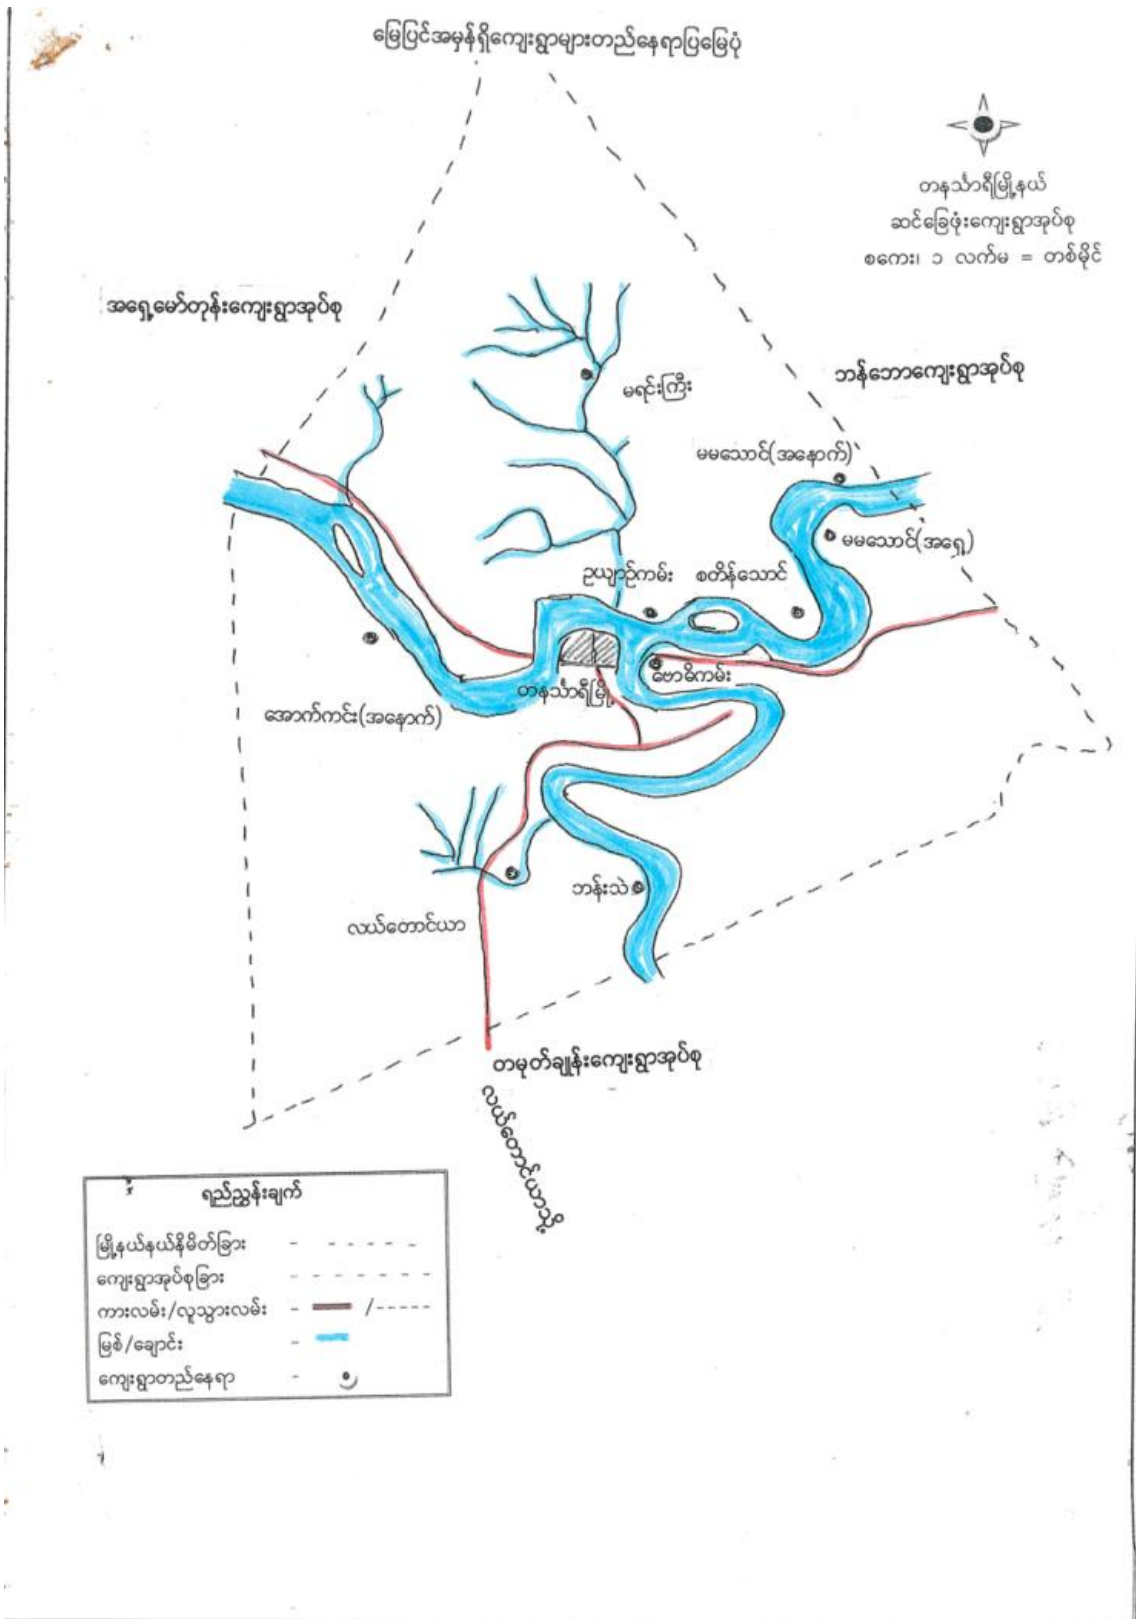 မြေပြင်အမှန်ရှိကျေးရွာများတည်နေရာပြမြေပုံ
တနင်္သာရီမြို့နယ်
ဆင်ခြေဖုံးကျေးရွာအုပ်စု
စကေး၊ ၁ လက်မ = တစ်မိုင်
အရှေ့မော်တုန်းကျေးရွာအုပ်စု
ဘန်ဘောကျေးရွာအုပ်စု
မရင်းကြီး
မမသောင်(အနောက်)
မမသောင်(အရှေ့)
ဥယျာဉ်ကမ်း
စတိန်သောင်
ဗောဓိကမ်း
တနင်္သာရီမြို့
အောက်ကင်း(အနောက်)
ဘန်းသဲ
လယ်တောင်ယာ
တမုတ်ချုန်းကျေးရွာအုပ်စု
လယ်တောင်ယာသို့
ရည်ညွှန်းချက်
မြို့နယ်နယ်နိမိတ်ခြား - - - - - -
ကျေးရွာအုပ်စုခြား - - - - - - -
ကားလမ်း/လူသွားလမ်း - /-----
မြစ်/ချောင်း -
ကျေးရွာတည်နေရာ -